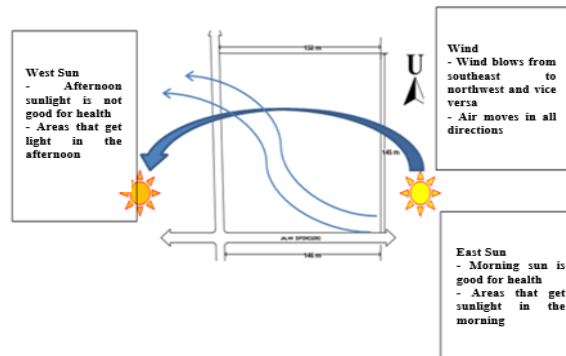 West Sun
- Afternoon
sunlight is not
good for health
- Areas that get
light in the
afternoon
U
Wind
- Wind blows from
southeast to
northwest and vice
versa
- Air moves in all
directions
145 m
146 m
East Sun
- Morning sun is
good for health
- Areas that get
sunlight in the
morning